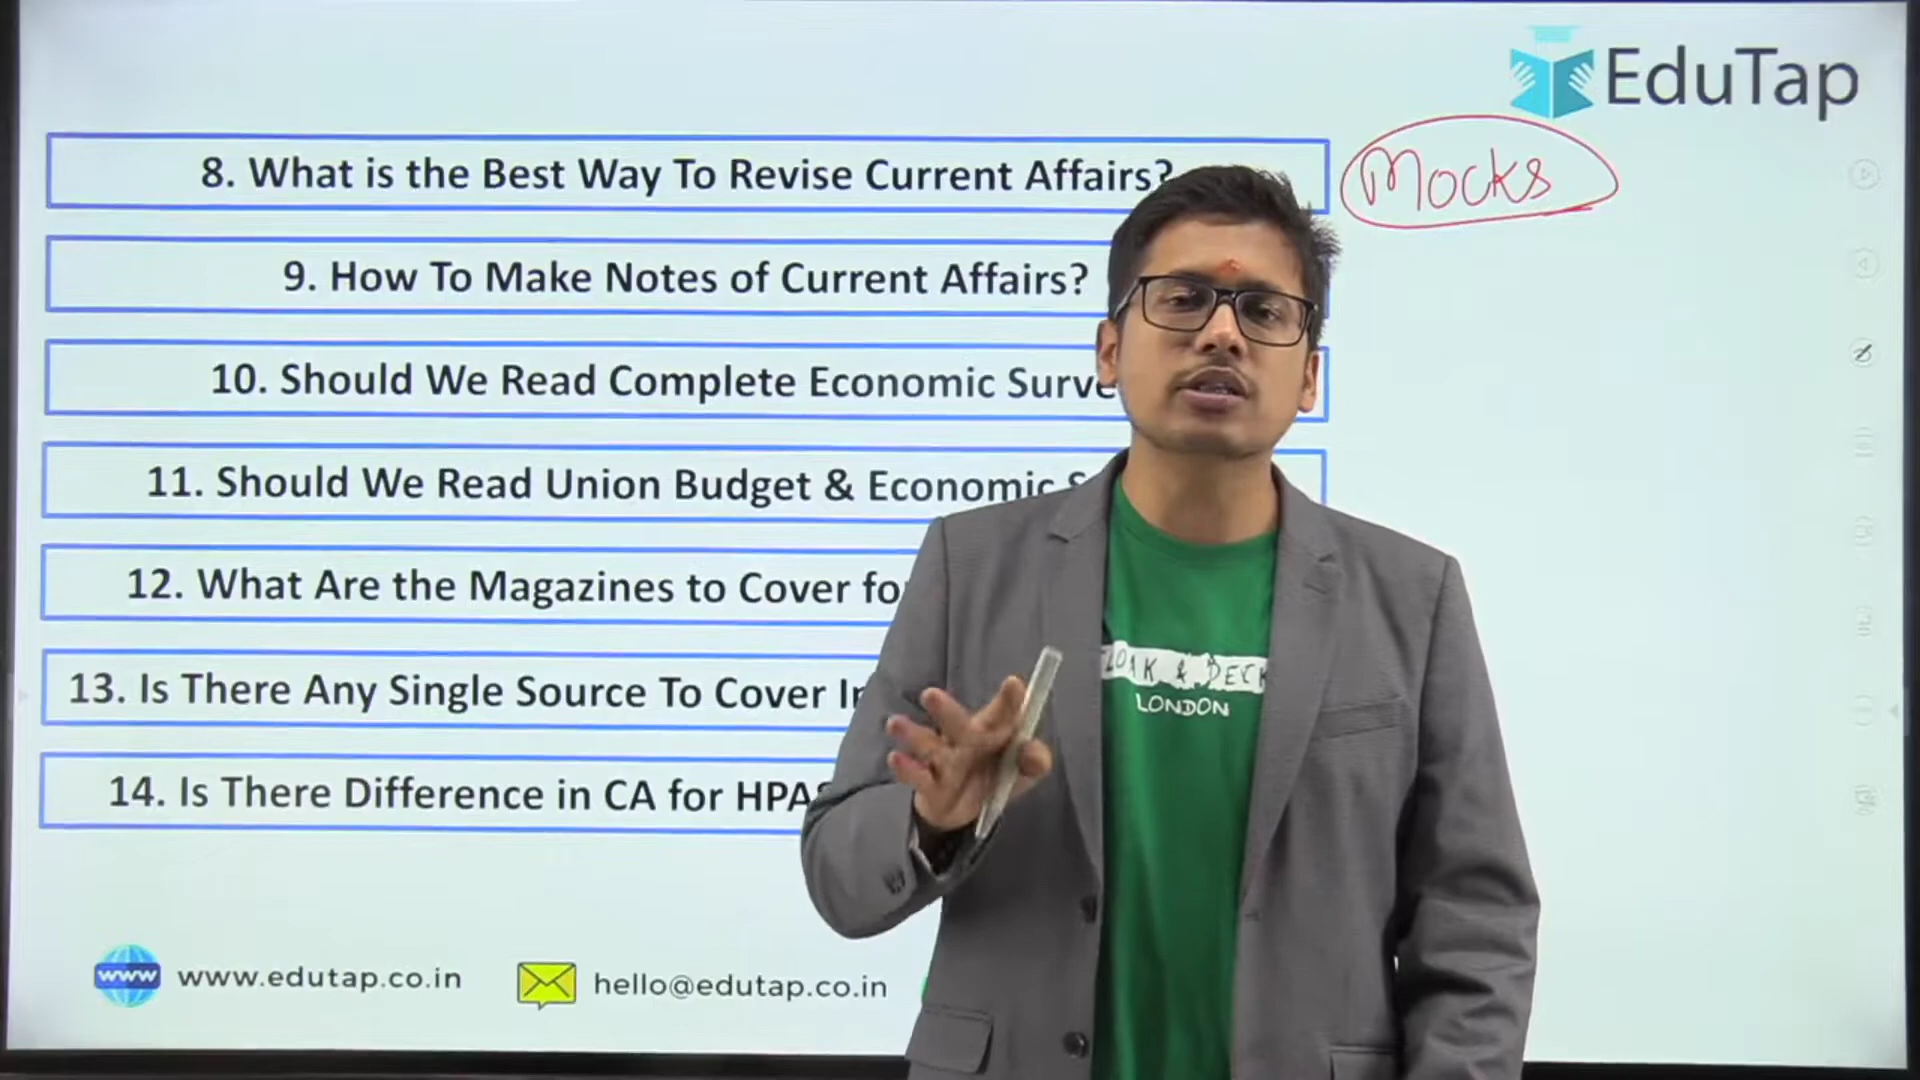 EduTap
8. What is the Best Way To Revise Current Affairs?
Mocks
9. How To Make Notes of Current Affairs?
10. Should We Read Complete Economic
11. Should We Read Union Budget & Economic
12. What Are the Magazines to Cover
13. Is There Any Single Source To Cover
14. Is There Difference in CA for
& DECK
LONDON
www www.edutap.co.in hello@edutap.co.in